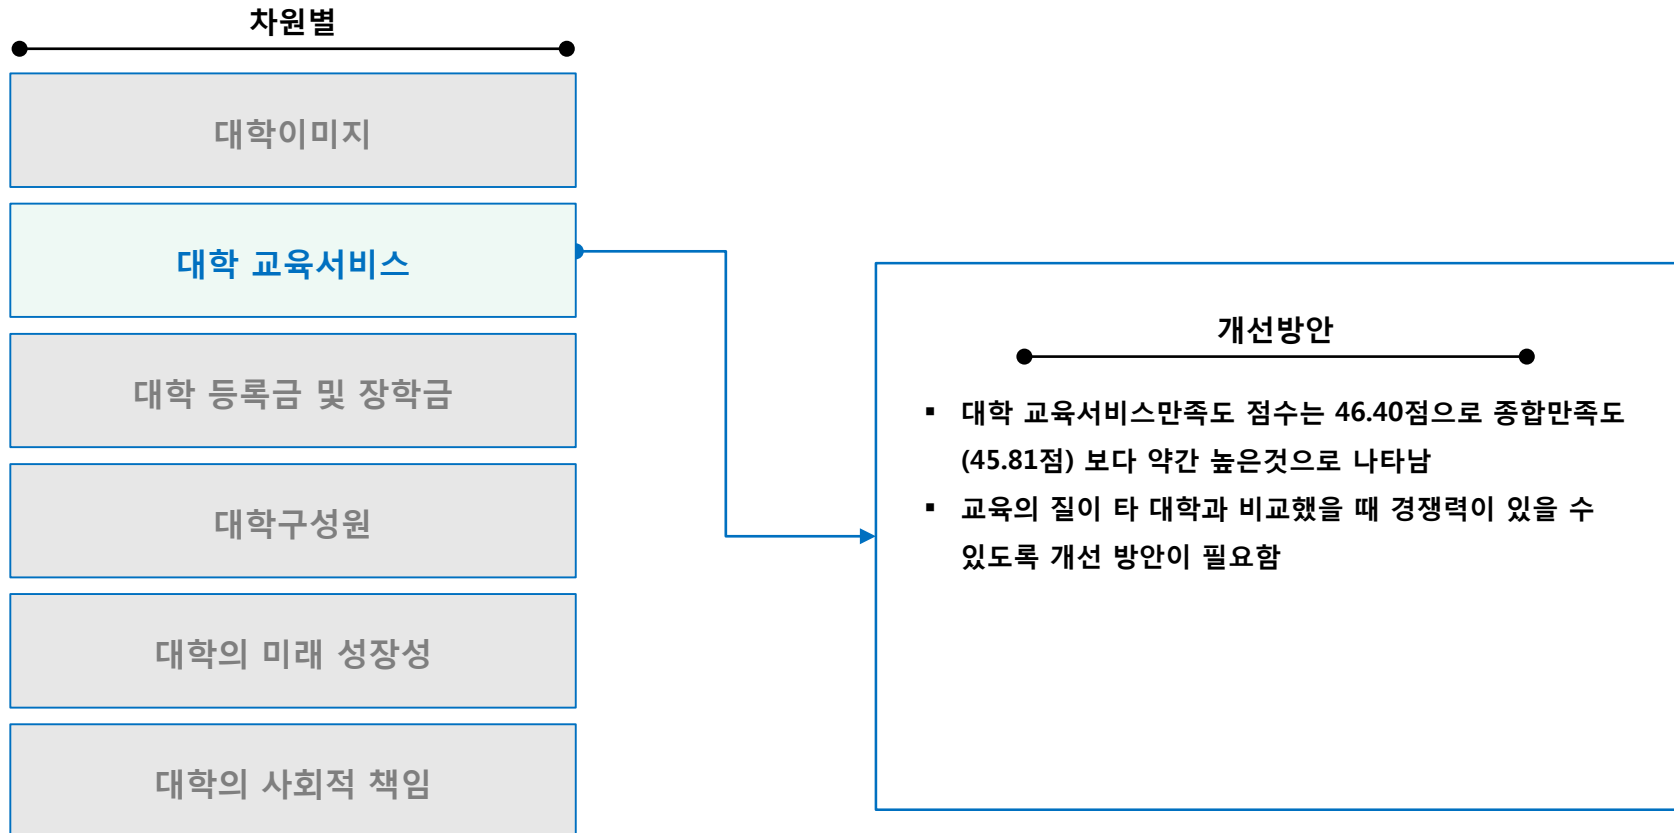 차원별
대학이미지
대학 교육서비스
대학 등록금 및 장학금
대학구성원
대학의 미래 성장성
대학의 사회적 책임
개선방안
▪ 대학 교육서비스만족도 점수는 46.40점으로 종합만족도
(45.81점) 보다 약간 높은것으로 나타남
▪ 교육의 질이 타 대학과 비교했을 때 경쟁력이 있을 수
있도록 개선 방안이 필요함